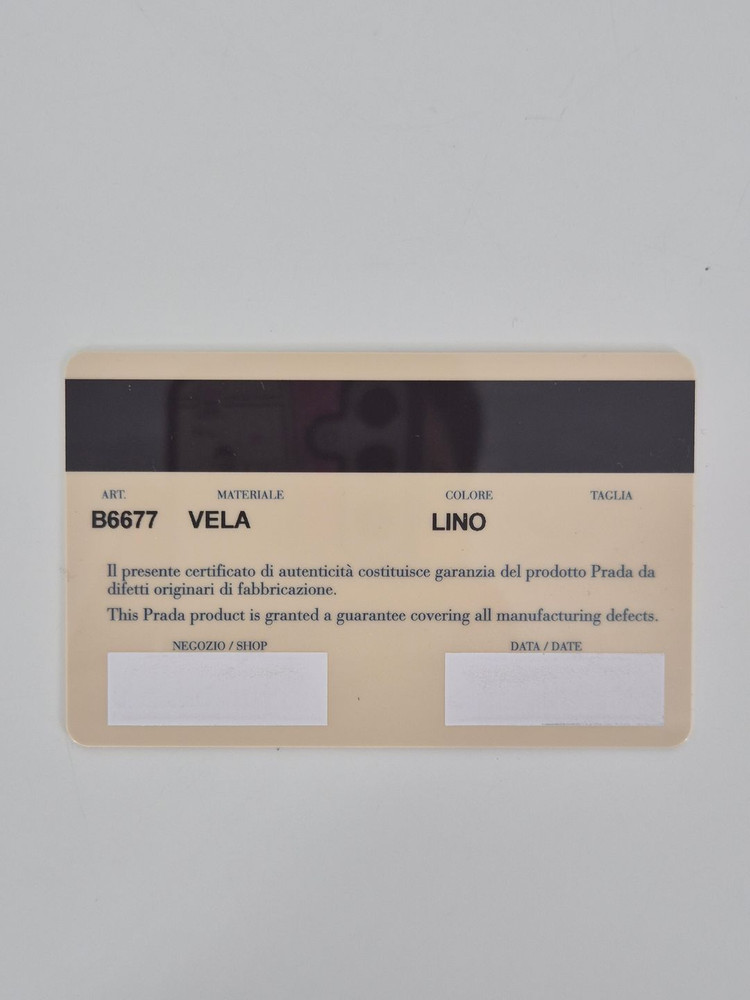 ART. MATERIALE COLORE TAGLIA
B6677 VELA LINO
Il presente certificato di autenticità costituisce garanzia del prodotto Prada da
difetti originari di fabbricazione.
This Prada product is granted a guarantee covering all manufacturing defects.
NEGOZIO / SHOP DATA / DATE